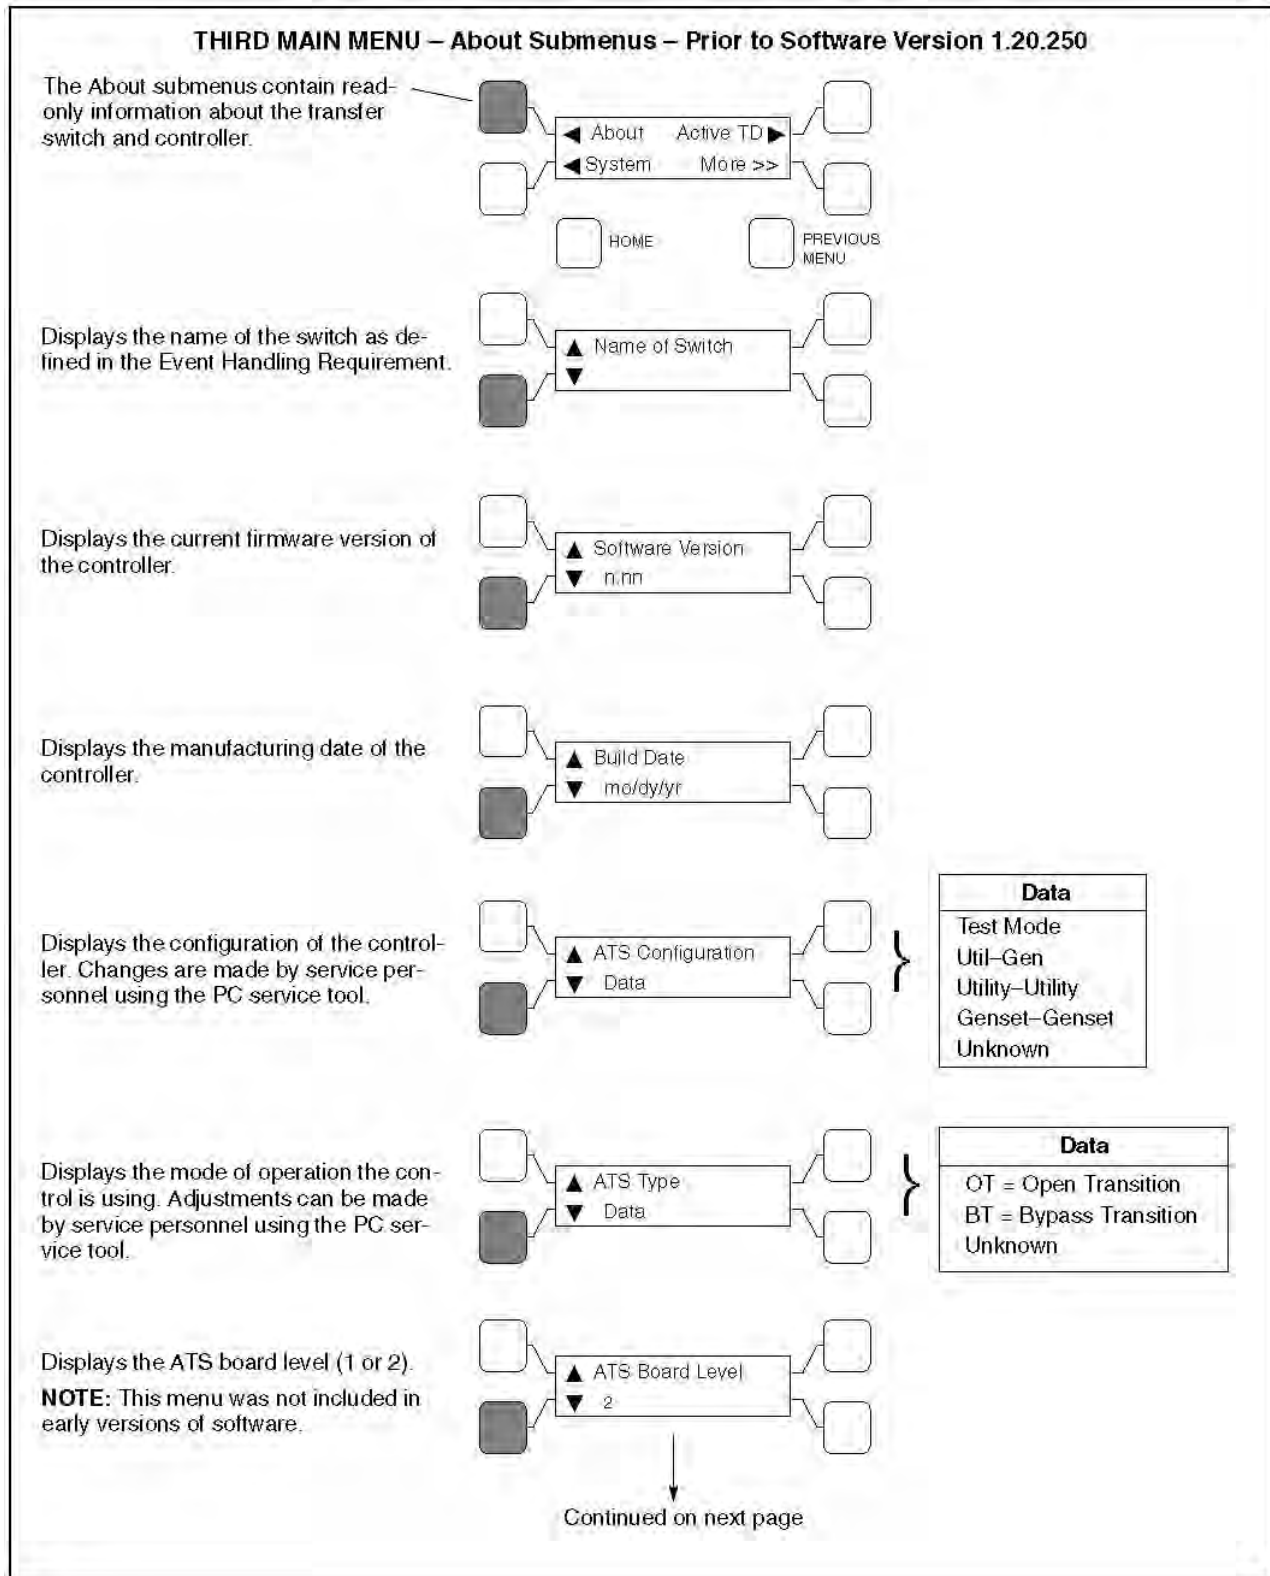 THIRD MAIN MENU – About Submenus – Prior to Software Version 1.20.250
The About submenus contain read-
only information about the transfer
switch and controller.
◀ About Active TD ▶
◀ System More >>
HOME
PREVIOUS
MENU
Displays the name of the switch as de-
fined in the Event Handling Requirement.
▲ Name of Switch
▼
Displays the current firmware version of
the controller.
▲ Software Version
▼ n.nn
Displays the manufacturing date of the
controller.
▲ Build Date
▼ mo/dy/yr
Displays the configuration of the control-
ler. Changes are made by service per-
sonnel using the PC service tool.
▲ ATS Configuration
▼ Data
Data
Test Mode
Util–Gen
Utility–Utility
Genset–Genset
Unknown
Displays the mode of operation the con-
trol is using. Adjustments can be made
by service personnel using the PC ser-
vice tool.
▲ ATS Type
▼ Data
Data
OT = Open Transition
BT = Bypass Transition
Unknown
Displays the ATS board level (1 or 2).
NOTE: This menu was not included in
early versions of software.
▲ ATS Board Level
▼ 2
Continued on next page